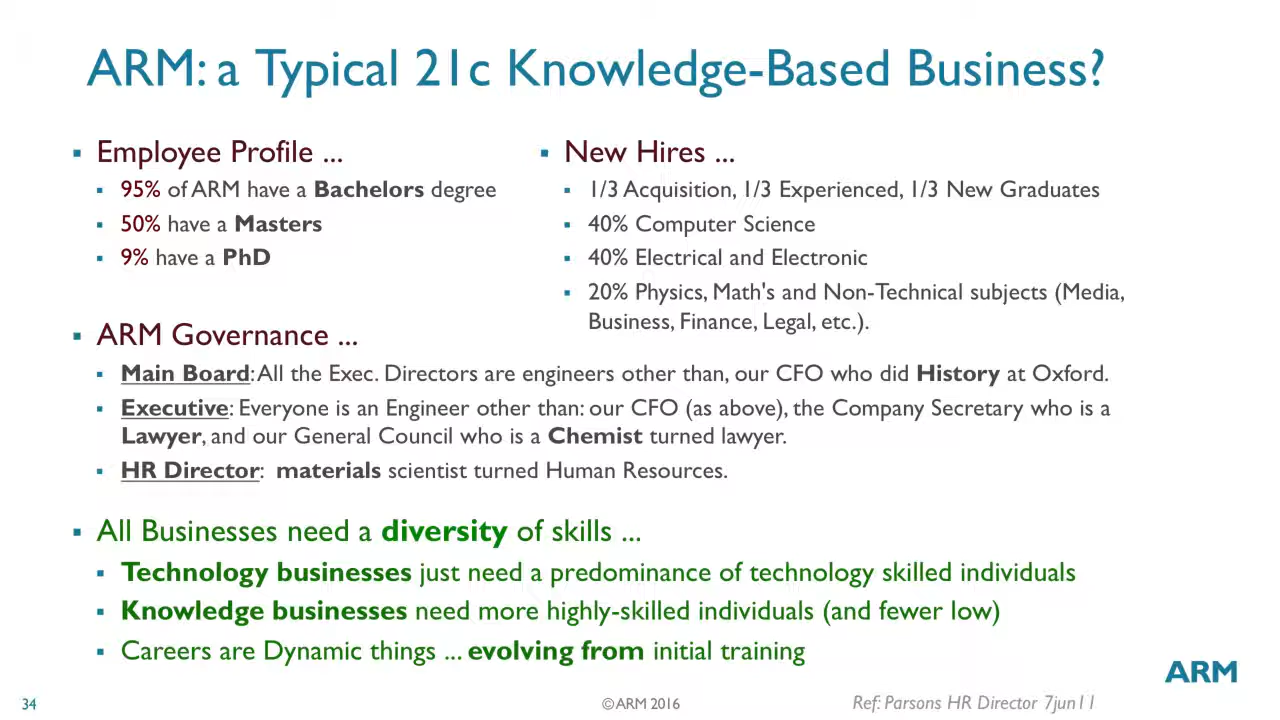 ARM: a Typical 21c Knowledge-Based Business?
Employee Profile ...
95% of ARM have a Bachelors degree
50% have a Masters
9% have a PhD
New Hires ...
1/3 Acquisition, 1/3 Experienced, 1/3 New Graduates
40% Computer Science
40% Electrical and Electronic
20% Physics, Math's and Non-Technical subjects (Media,
Business, Finance, Legal, etc.).
ARM Governance ...
Main Board: All the Exec. Directors are engineers other than, our CFO who did History at Oxford.
Executive: Everyone is an Engineer other than: our CFO (as above), the Company Secretary who is a
Lawyer, and our General Council who is a Chemist turned lawyer.
HR Director: materials scientist turned Human Resources.
All Businesses need a diversity of skills ...
Technology businesses just need a predominance of technology skilled individuals
Knowledge businesses need more highly-skilled individuals (and fewer low)
Careers are Dynamic things ... evolving from initial training
ARM
34
© ARM 2016
Ref: Parsons HR Director 7jun11